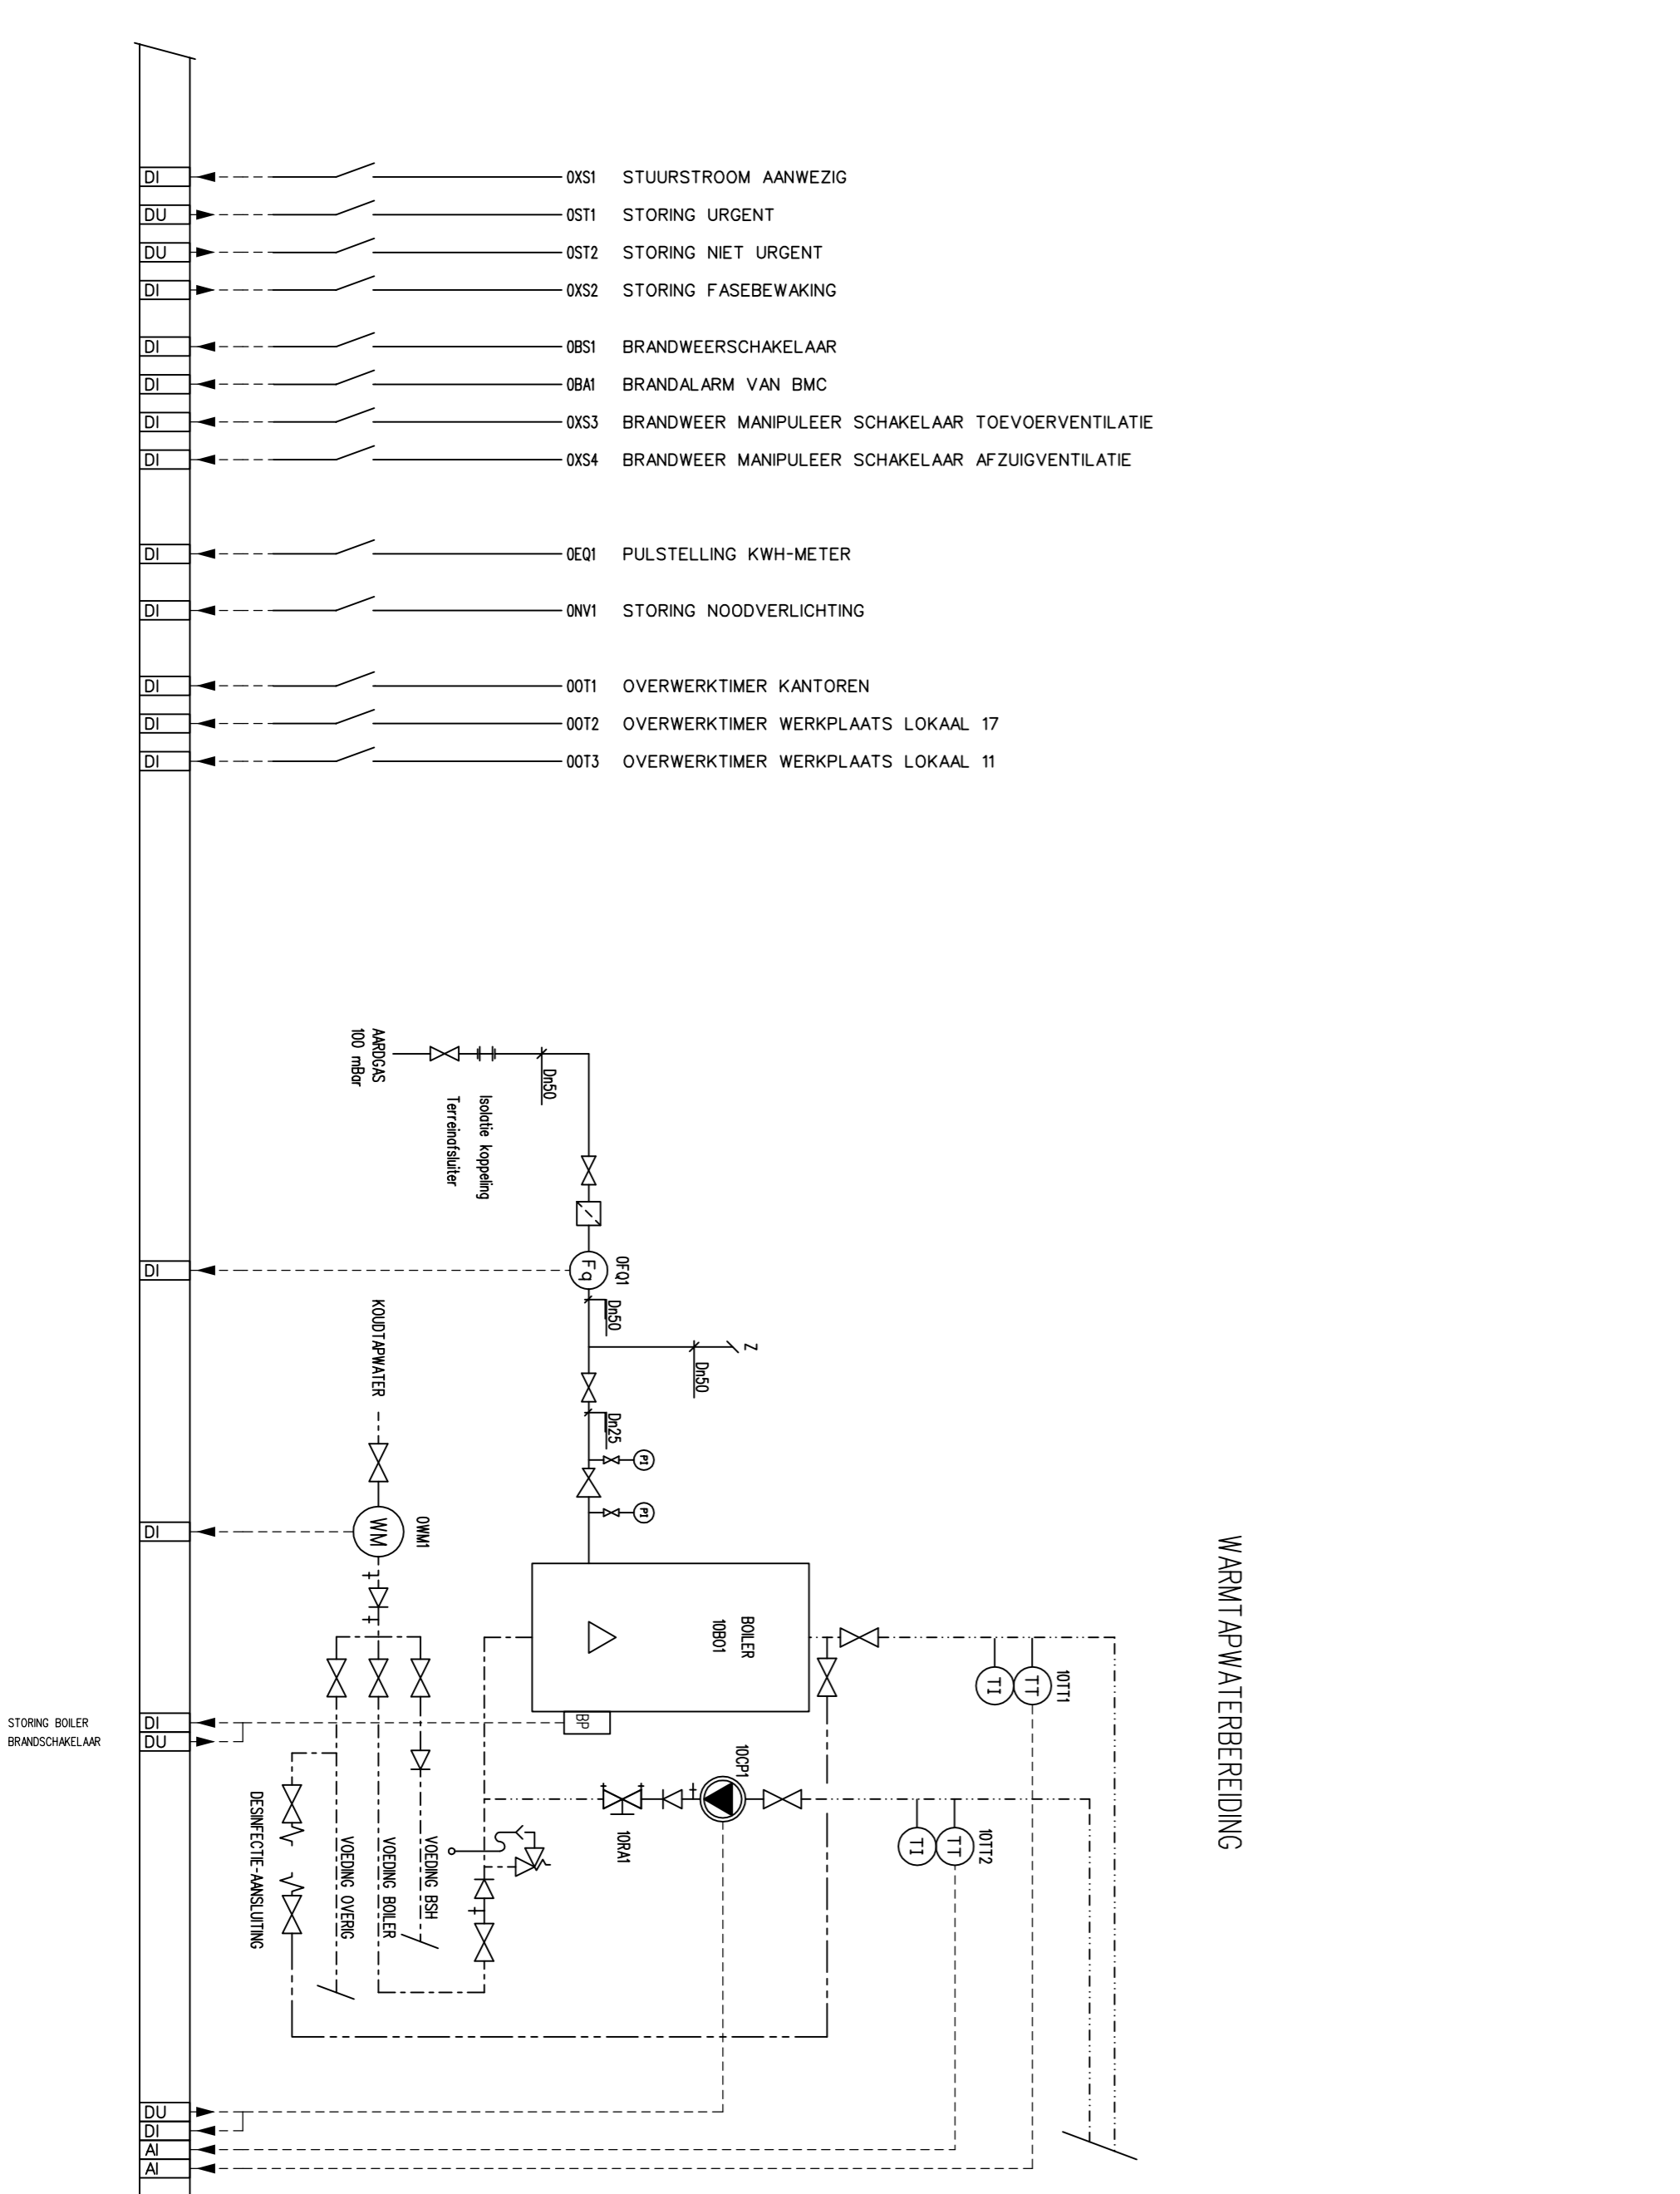 DI 0XS1 STUURSTROOM AANWEZIG
DU 0ST1 STORING URGENT
DU 0ST2 STORING NIET URGENT
DI 0XS2 STORING FASEBEWAKING
DI 0BS1 BRANDWEERSCHAKELAAR
DI 0BA1 BRANDALARM VAN BMC
DI 0XS3 BRANDWEER MANIPULEER SCHAKELAAR TOEVOERVENTILATIE
DI 0XS4 BRANDWEER MANIPULEER SCHAKELAAR AFZUIGVENTILATIE
DI 0EQ1 PULSTELLING KWH-METER
DI 0NV1 STORING NOODVERLICHTING
DI 0OT1 OVERWERKTIMER KANTOREN
DI 0OT2 OVERWERKTIMER WERKPLAATS LOKAAL 17
DI 0OT3 OVERWERKTIMER WERKPLAATS LOKAAL 11
AARDGAS
100 mBar
Dn50
Isolatie koppeling
Terreinafsluiter
DI
Fq
0FQ1
Dn50
Z
Dn50
Dn25
PI
PI
KOUDTAPWATER
DI
WM
0WM1
WARMTAPWATERBEREIDING
BOILER
10BO1
BP
10TT1
TT
TI
STORING BOILER DI
BRANDSCHAKELAAR DU
10CP1
10RA1
10TT2
TT
TI
VOEDING BSH
VOEDING BOILER
VOEDING OVERIG
DESINFECTIE-AANSLUITING
DU
DI
AI
AI